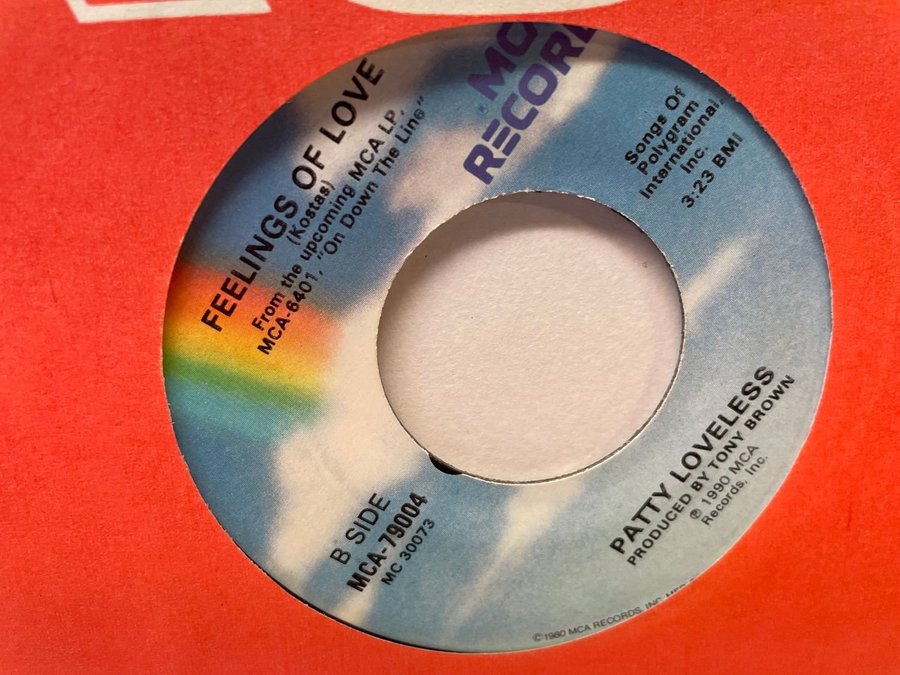 FEELINGS OF LOVE
(Kostas)
From the upcoming MCA LP,
MCA-6401, "On Down The Line"
RECORD
Songs Of
Polygram
International,
Inc.
3:23 BMI
B SIDE
MCA-79004
MC 30073
PATTY LOVELESS
PRODUCED BY TONY BROWN
℗ 1990 MCA
Records, Inc.
©1980 MCA RECORDS, INC.